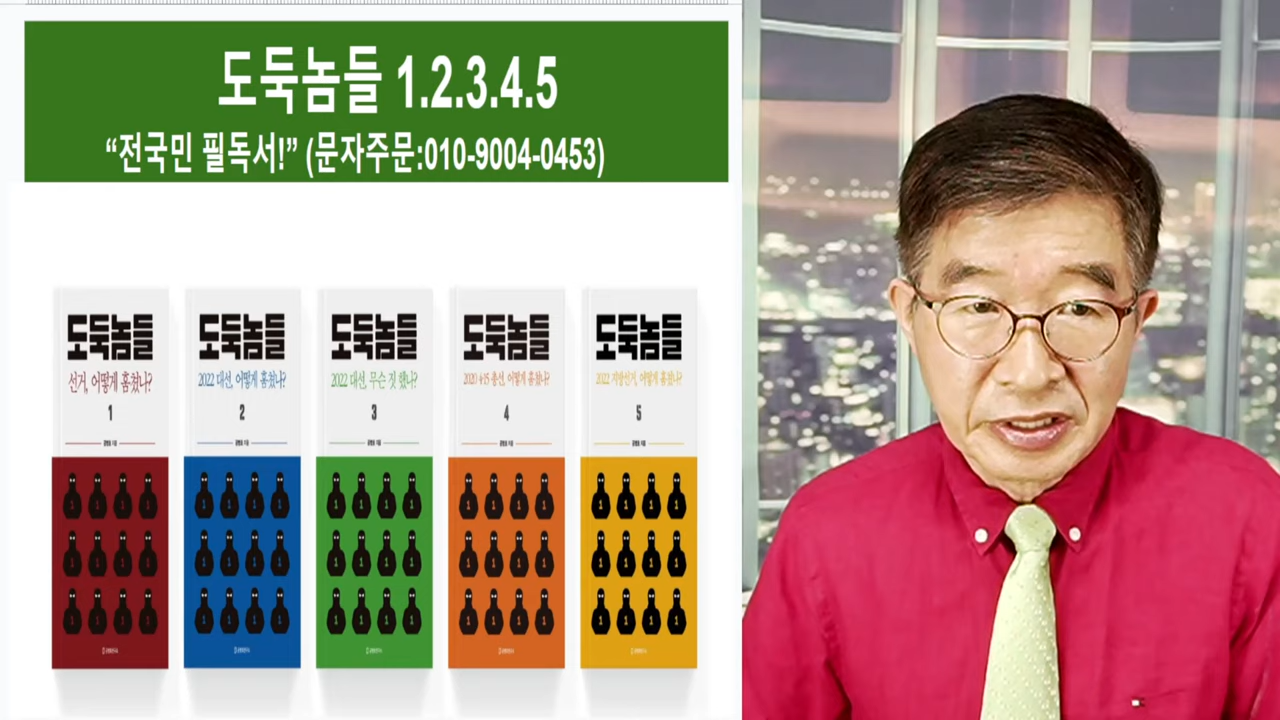 도둑놈들 1.2.3.4.5
“전국민 필독서!” (문자주문:010-9004-0453)
도둑놈들
선거, 어떻게 훔쳤나?
1
도둑놈들
2022 대선, 어떻게 훔쳤나?
2
도둑놈들
2022 대선, 무슨 짓 했나?
3
도둑놈들
2020 4·15 총선, 어떻게 훔쳤나?
4
도둑놈들
2022 지방선거, 어떻게 훔쳤나?
5